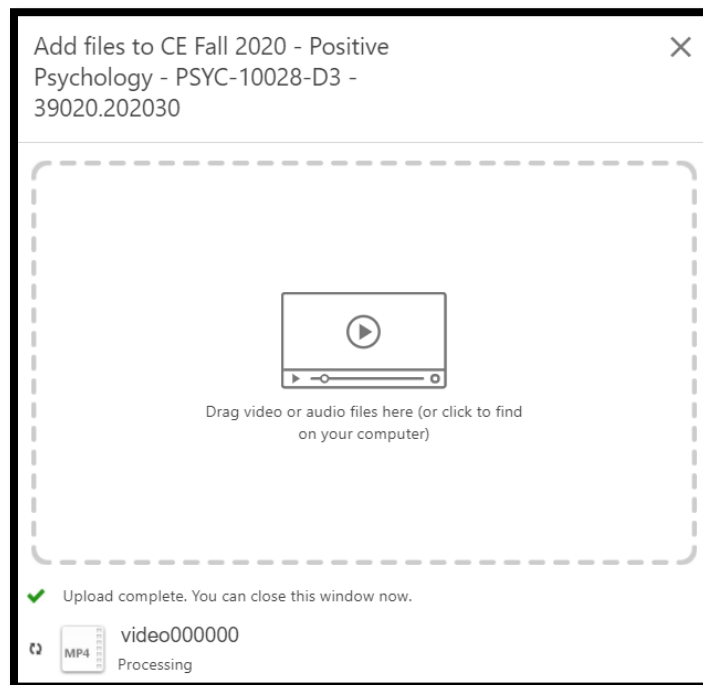 Add files to CE Fall 2020 - Positive
Psychology - PSYC-10028-D3 -
39020.202030
Drag video or audio files here (or click to find
on your computer)
Upload complete. You can close this window now.
MP4
video000000
Processing